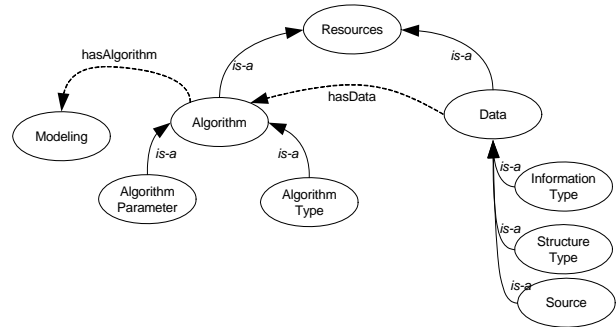 Resources
hasAlgorithm
is-a
is-a
hasData
Modeling
Algorithm
Data
is-a
is-a
is-a
Algorithm
Parameter
Algorithm
Type
Information
Type
is-a
Structure
Type
is-a
Source